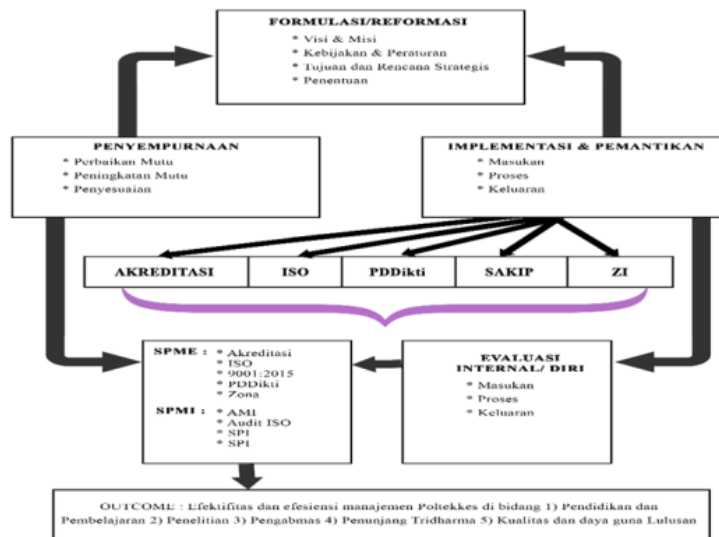 FORMULASI/REFORMASI
* Visi & Misi
* Kebijakan & Peraturan
* Tujuan dan Rencana Strategis
* Penentuan
PENYEMPURNAAN
* Perbaikan Mutu
* Peningkatan Mutu
* Penyesuaian
IMPLEMENTASI & PEMANTIKAN
* Masukan
* Proses
* Keluaran
AKREDITASI
ISO
PDDikti
SAKIP
ZI
SPME : * Akreditasi
* ISO
* 9001:2015
* PDDikti
* Zona
SPMI : * AMI
* Audit ISO
* SPI
* SPI
EVALUASI
INTERNAL/ DIRI
* Masukan
* Proses
* Keluaran
OUTCOME : Efektifitas dan efesiensi manajemen Poltekkes di bidang 1) Pendidikan dan
Pembelajaran 2) Penelitian 3) Pengabmas 4) Penunjang Tridharma 5) Kualitas dan daya guna Lulusan